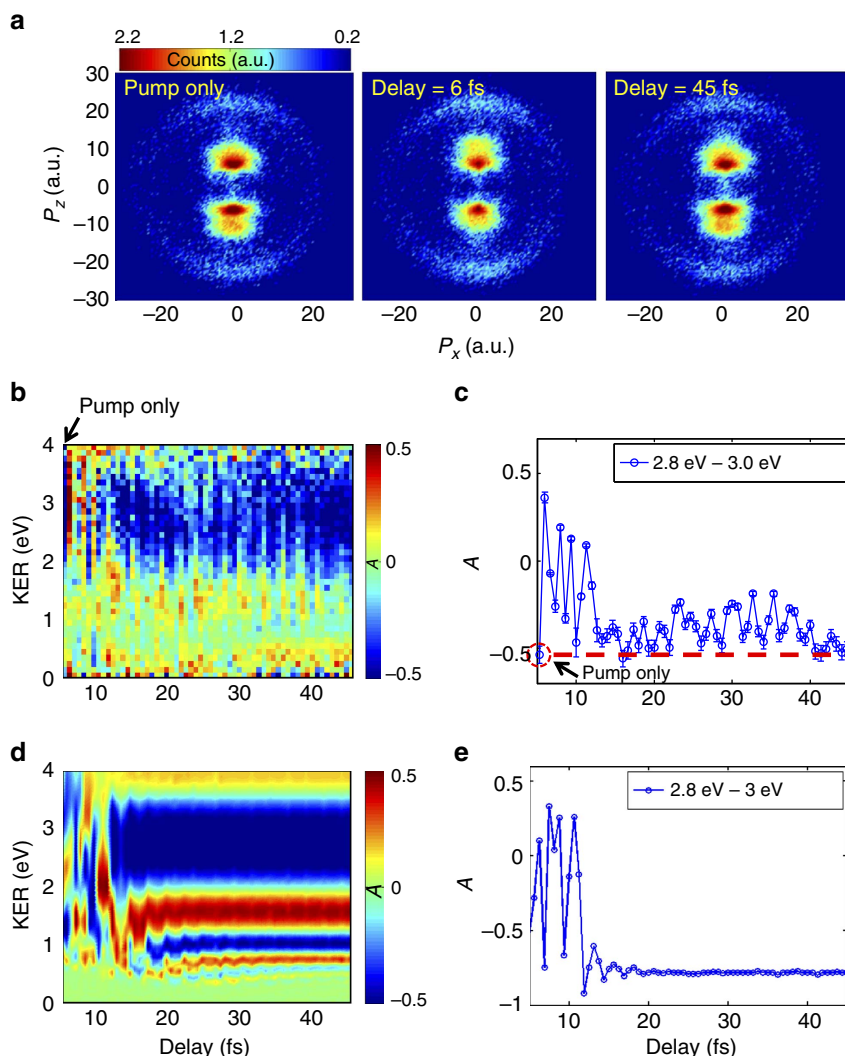 a
2.2 1.2 0.2
Counts (a.u.)
Pump only
Delay = 6 fs
Delay = 45 fs
30
20
10
0
−10
−20
−30
P_z (a.u.)
−20 0 20
−20 0 20
−20 0 20
P_x (a.u.)
b
Pump only
4
3
2
1
0
KER (eV)
10 20 30 40
0.5
0
−0.5
A
c
2.8 eV – 3.0 eV
0.5
0
−0.5
A
Pump only
10 20 30 40
d
4
3
2
1
0
KER (eV)
10 20 30 40
Delay (fs)
0.5
0
−0.5
A
e
2.8 eV – 3 eV
0.5
0
−0.5
−1
A
10 20 30 40
Delay (fs)